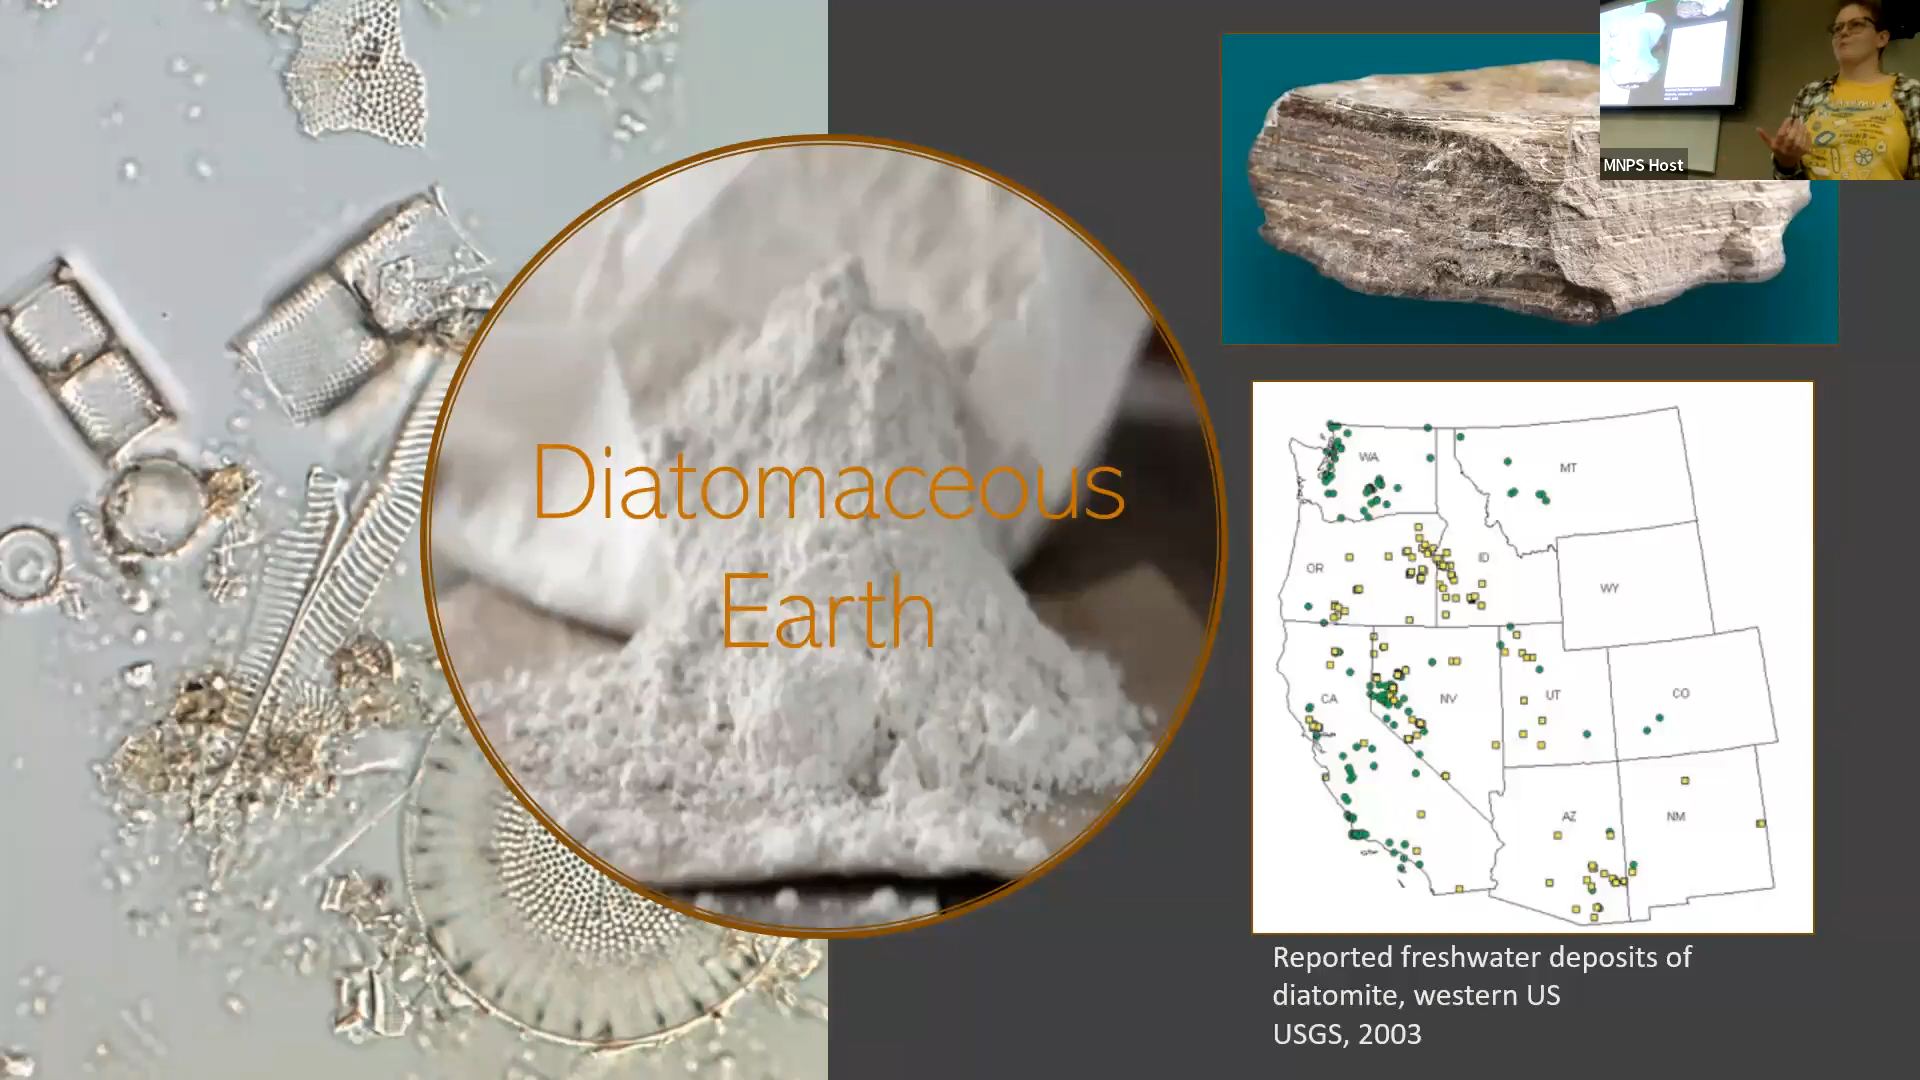 Diatomaceous
Earth
MNPS Host
WA
MT
OR
ID
WY
CA
NV
UT
CO
AZ
NM
Reported freshwater deposits of
diatomite, western US
USGS, 2003